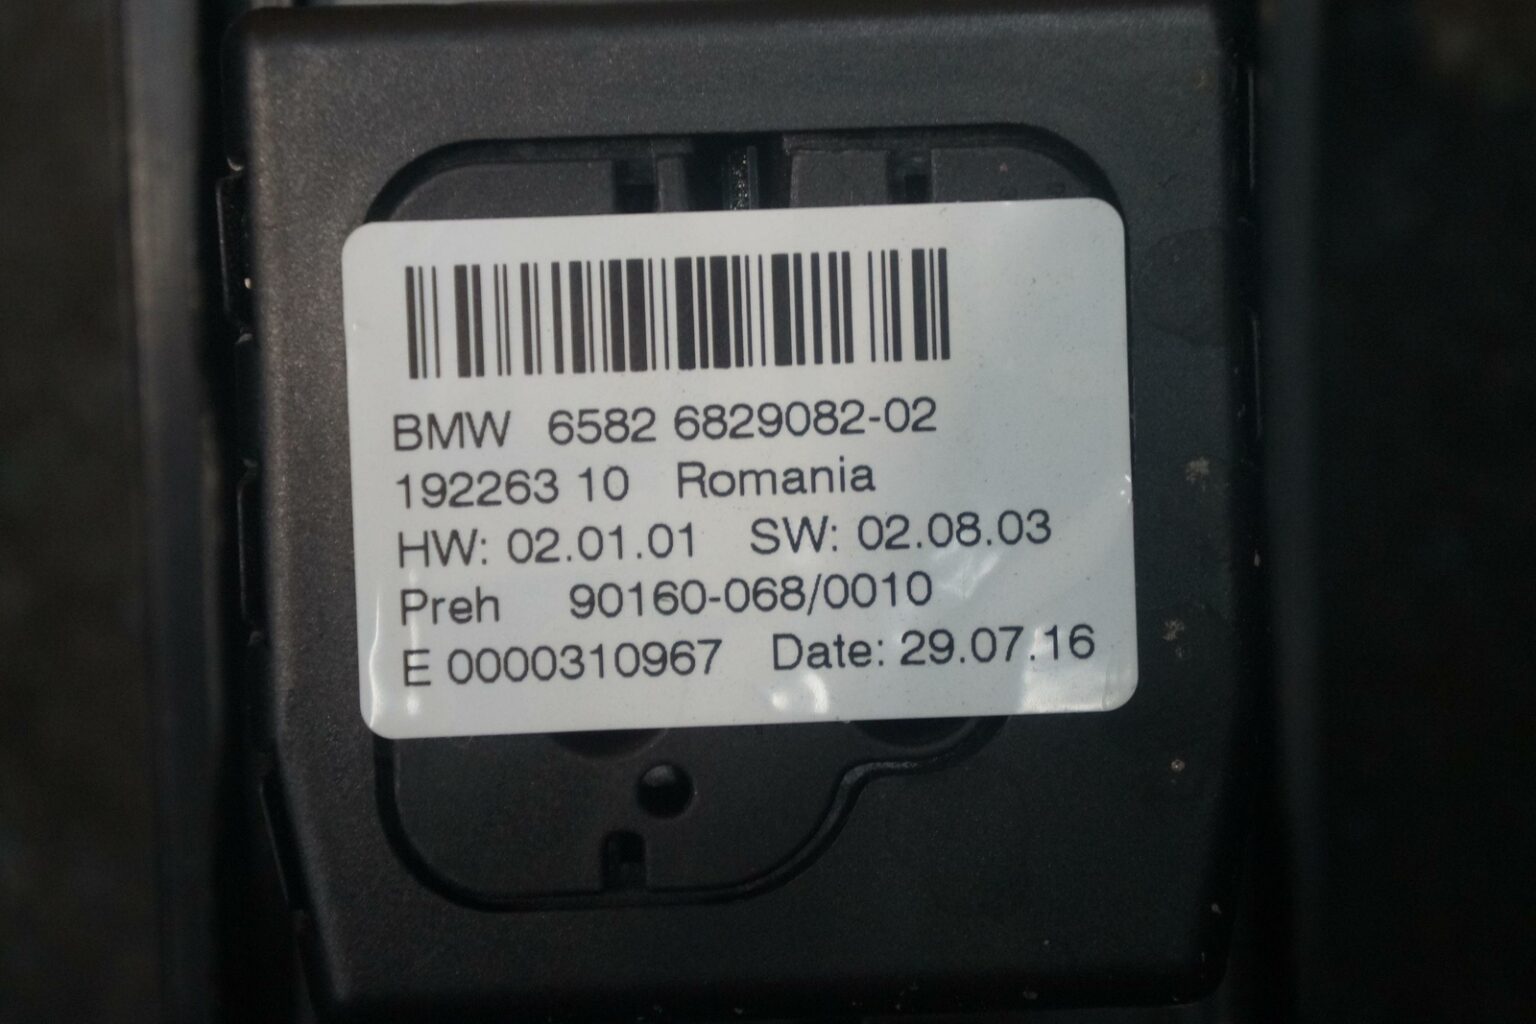 BMW 6582 6829082-02
192263 10 Romania
HW: 02.01.01 SW: 02.08.03
Preh 90160-068/0010
E 0000310967 Date: 29.07.16